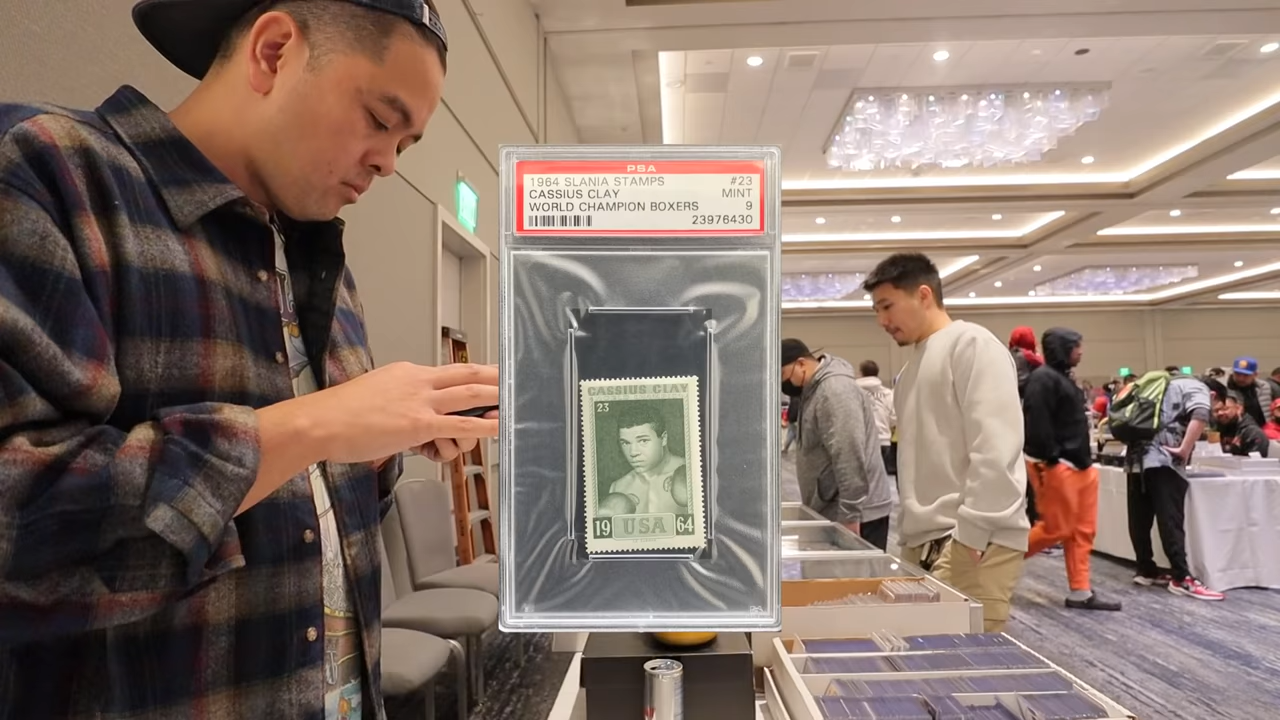 PSA
1964 SLANIA STAMPS #23
CASSIUS CLAY MINT
WORLD CHAMPION BOXERS 9
23976430
CASSIUS CLAY
23
19 USA 64